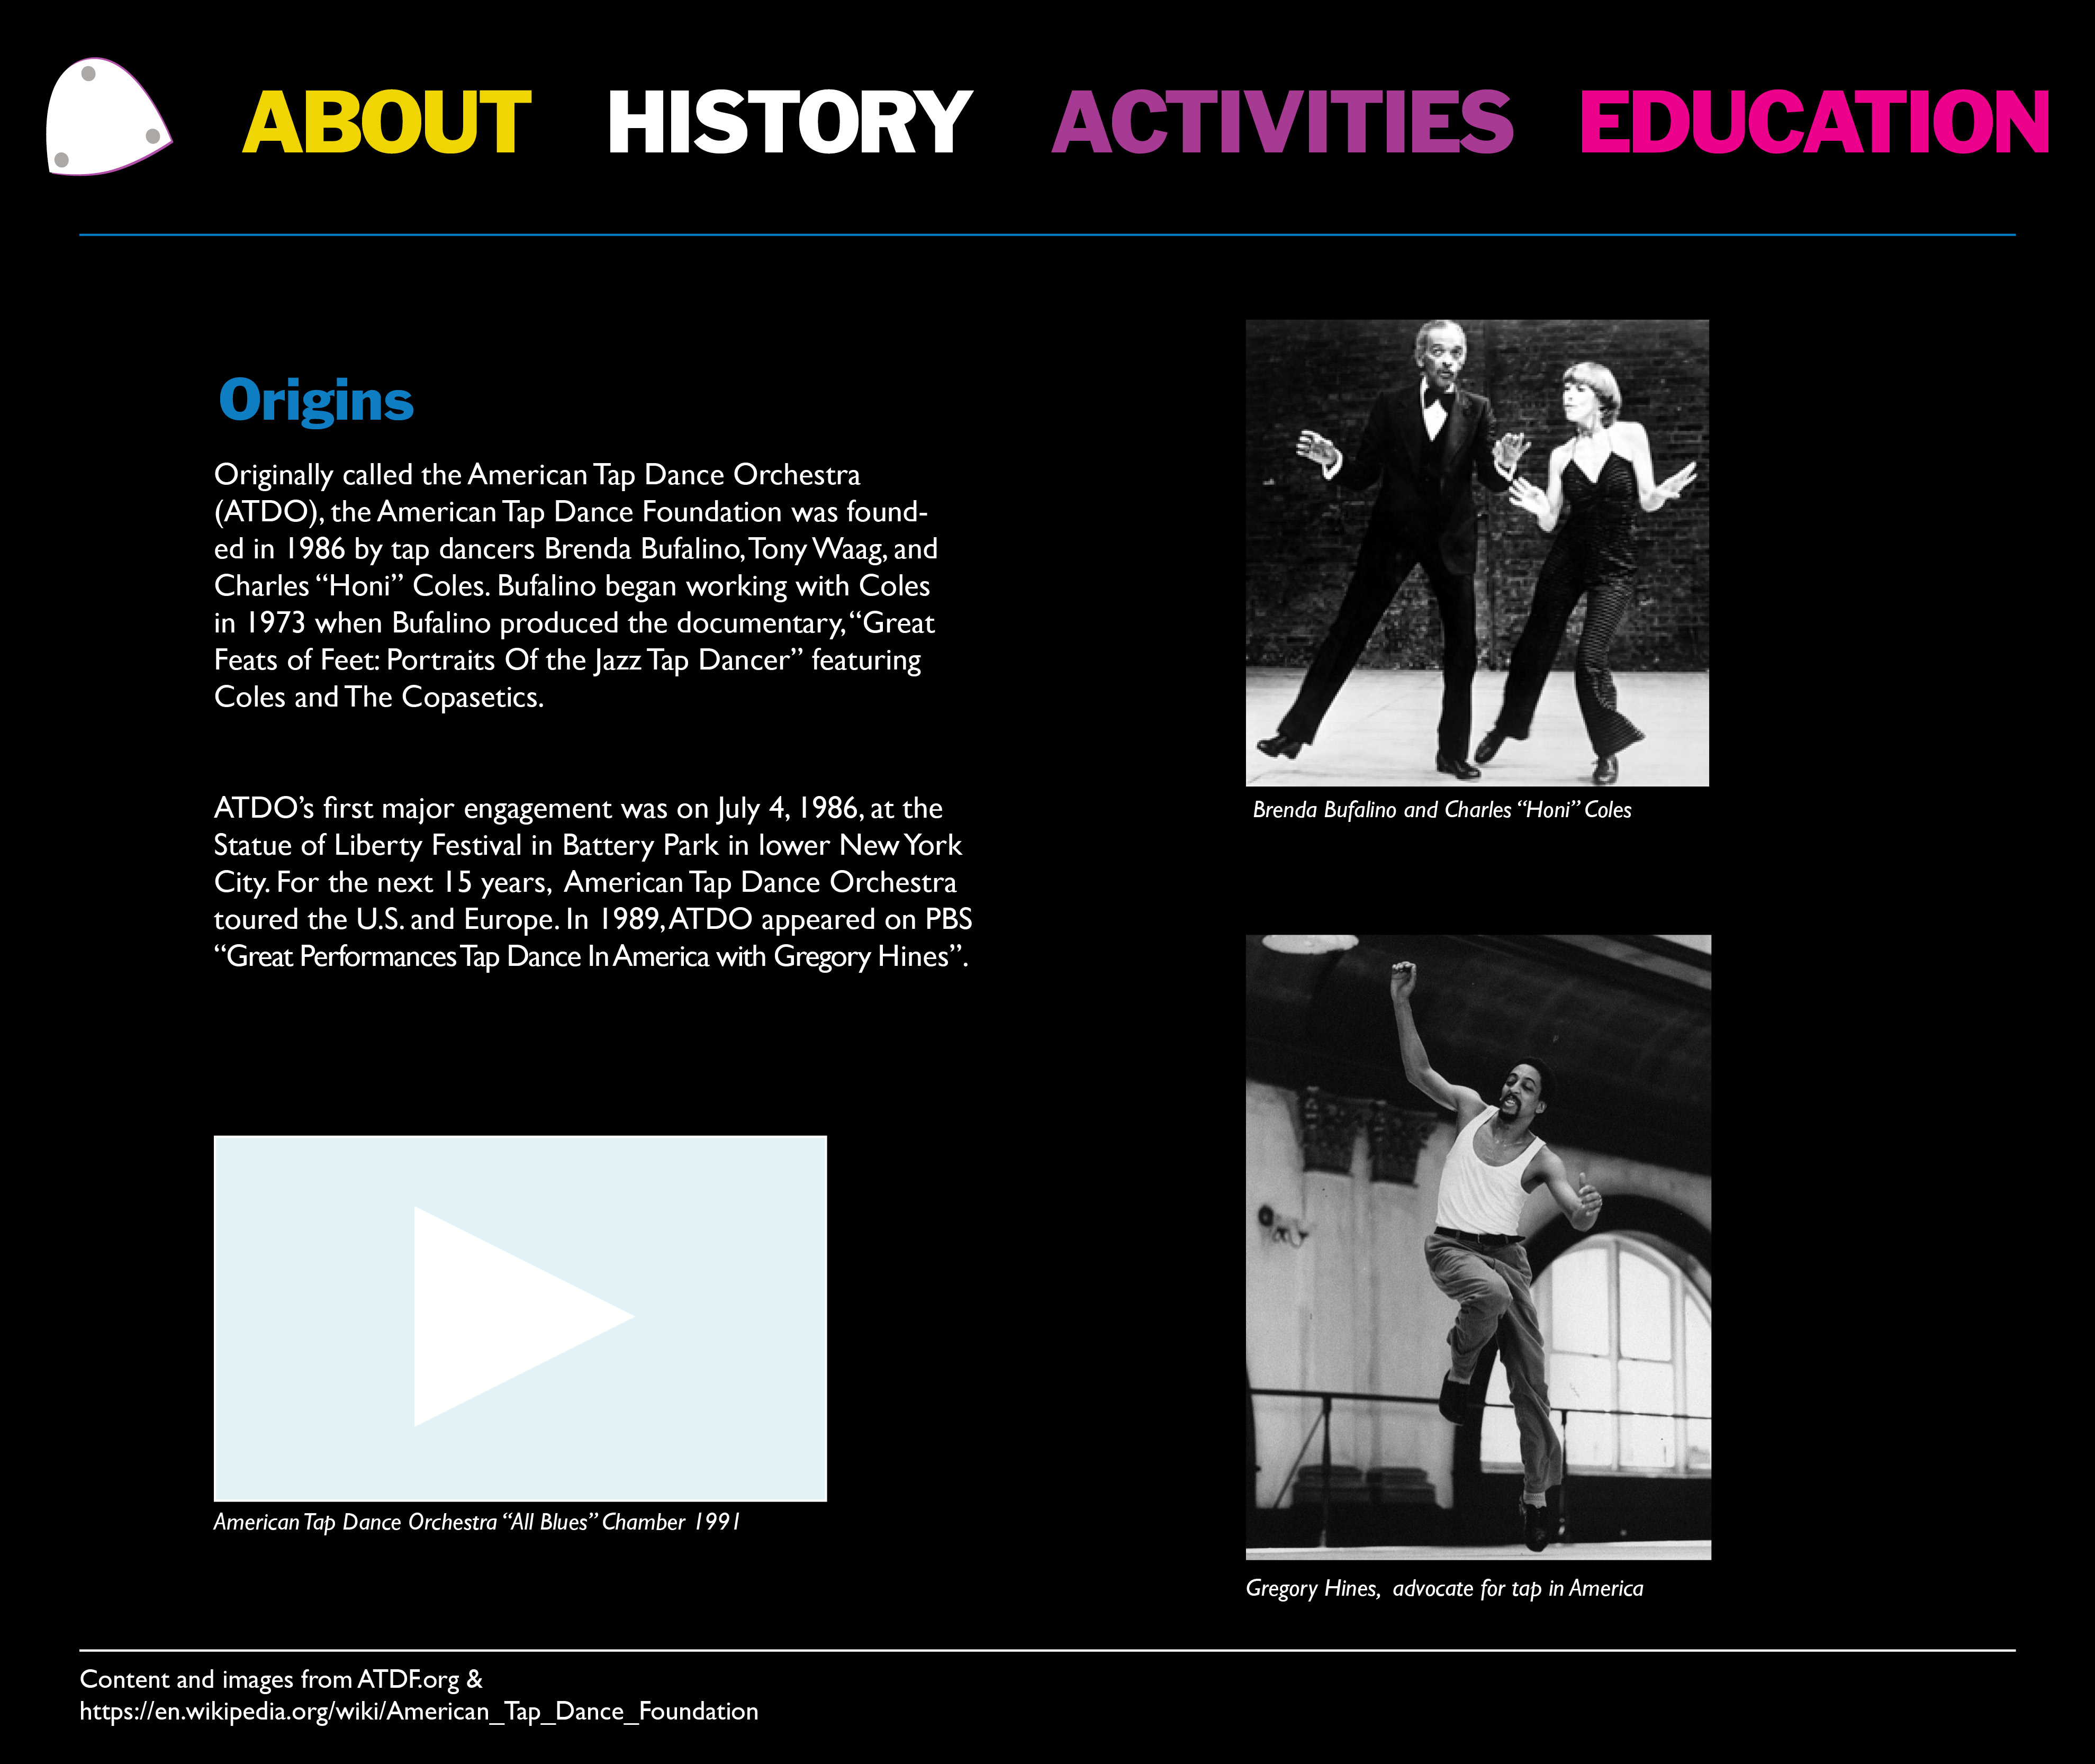 ABOUT HISTORY ACTIVITIES EDUCATION
Origins
Originally called the American Tap Dance Orchestra
(ATDO), the American Tap Dance Foundation was found-
ed in 1986 by tap dancers Brenda Bufalino, Tony Waag, and
Charles “Honi” Coles. Bufalino began working with Coles
in 1973 when Bufalino produced the documentary, “Great
Feats of Feet: Portraits Of the Jazz Tap Dancer” featuring
Coles and The Copasetics.
ATDO’s first major engagement was on July 4, 1986, at the
Statue of Liberty Festival in Battery Park in lower New York
City. For the next 15 years, American Tap Dance Orchestra
toured the U.S. and Europe. In 1989, ATDO appeared on PBS
“Great Performances Tap Dance In America with Gregory Hines”.
American Tap Dance Orchestra “All Blues” Chamber 1991
Brenda Bufalino and Charles “Honi” Coles
Gregory Hines, advocate for tap in America
Content and images from ATDF.org &
https://en.wikipedia.org/wiki/American_Tap_Dance_Foundation